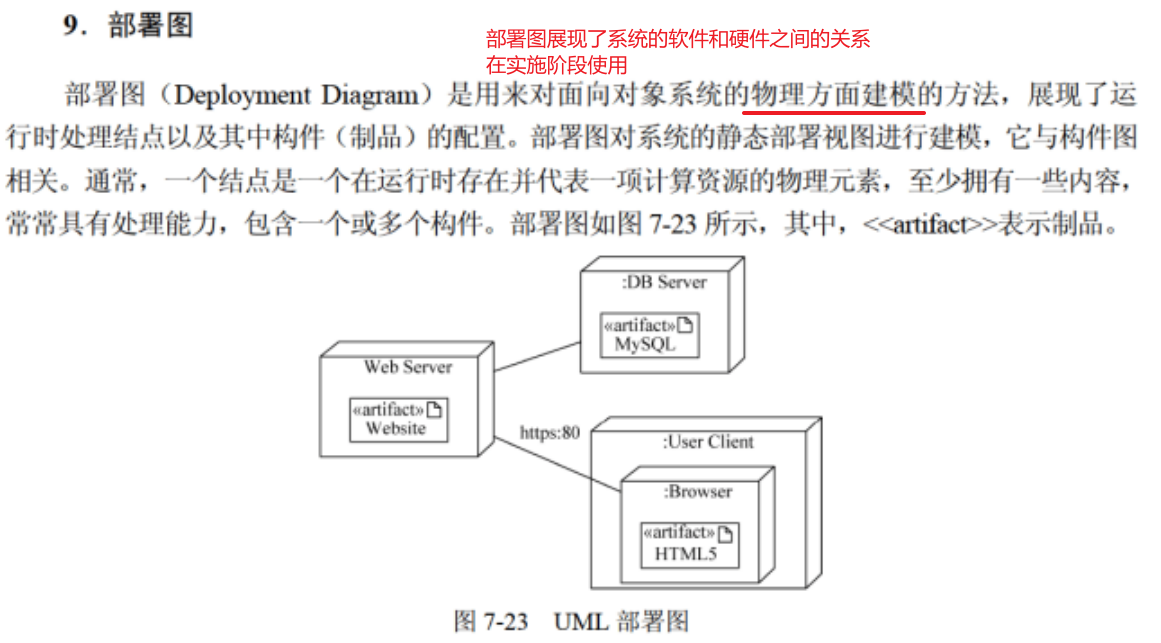 9．部署图
部署图展现了系统的软件和硬件之间的关系
在实施阶段使用
部署图（Deployment Diagram）是用来对面向对象系统的物理方面建模的方法，展现了运
行时处理结点以及其中构件（制品）的配置。部署图对系统的静态部署视图进行建模，它与构件图
相关。通常，一个结点是一个在运行时存在并代表一项计算资源的物理元素，至少拥有一些内容，
常常具有处理能力，包含一个或多个构件。部署图如图 7-23 所示，其中，<<artifact>>表示制品。
:DB Server
«artifact»
MySQL
Web Server
«artifact»
Website
https:80
:User Client
:Browser
«artifact»
HTML5
图 7-23 UML 部署图